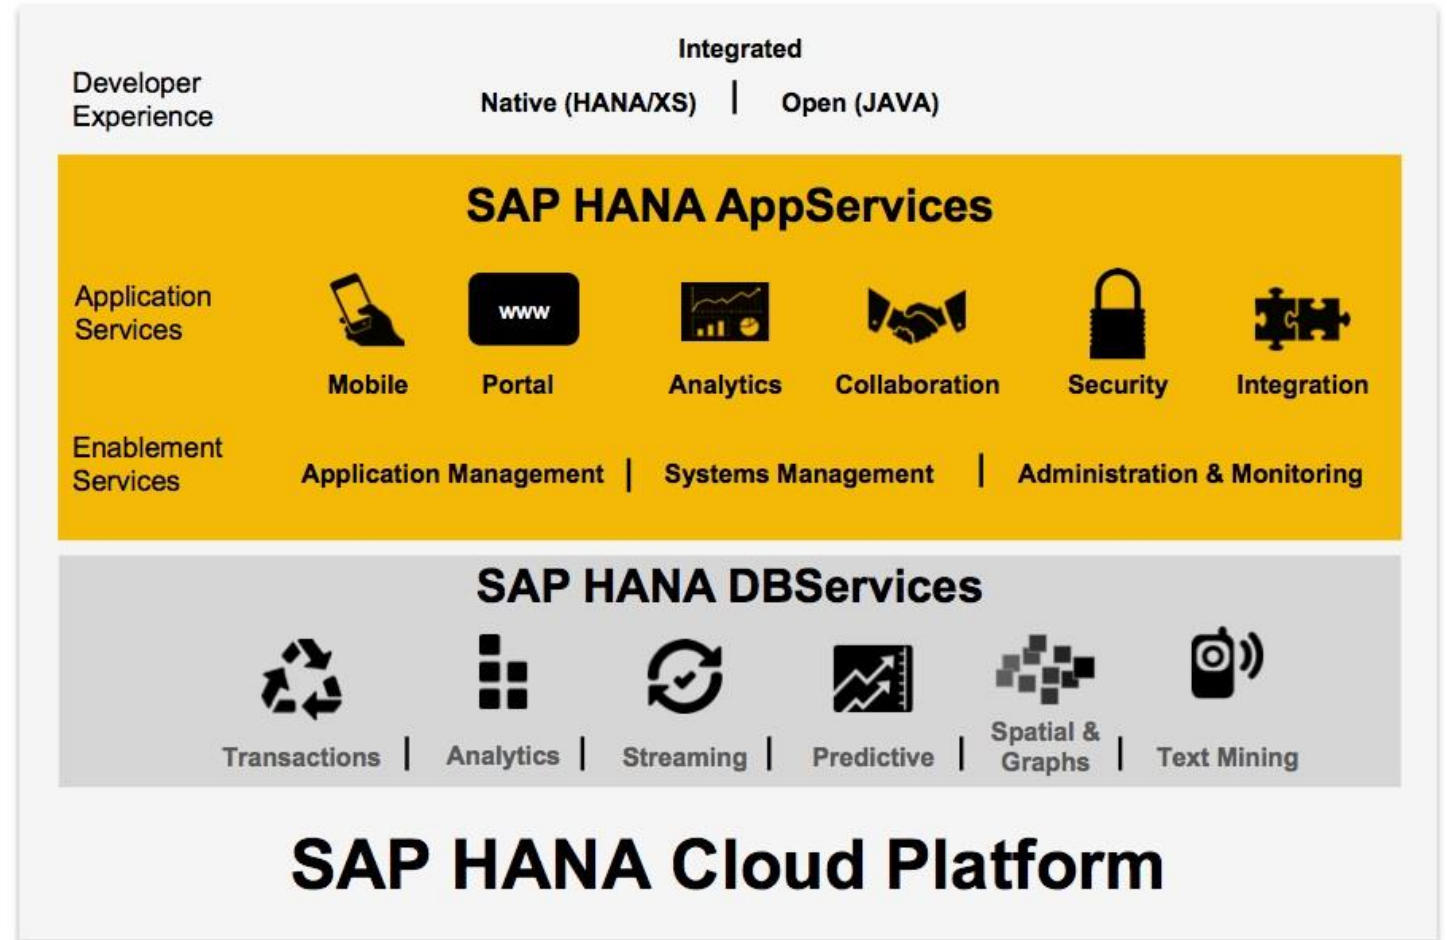 Integrated
Developer
Experience
Native (HANA/XS) | Open (JAVA)
SAP HANA AppServices
Application
Services
www
Mobile Portal Analytics Collaboration Security Integration
Enablement
Services
Application Management | Systems Management | Administration & Monitoring
SAP HANA DBServices
Transactions | Analytics | Streaming | Predictive | Spatial & Graphs | Text Mining
SAP HANA Cloud Platform